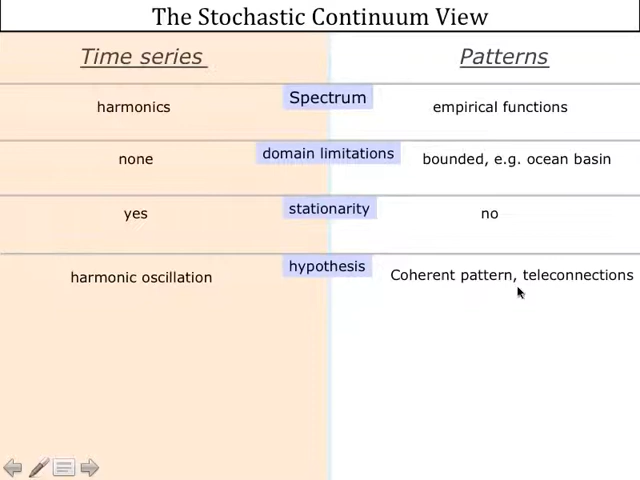 The Stochastic Continuum View
Time series
Patterns
Spectrum
harmonics
empirical functions
domain limitations
none
bounded, e.g. ocean basin
stationarity
yes
no
hypothesis
harmonic oscillation
Coherent pattern, teleconnections